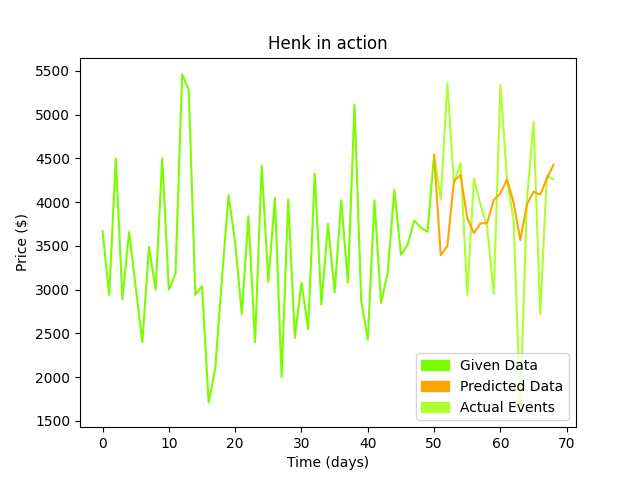 Henk in action
Price ($)
5500
5000
4500
4000
3500
3000
2500
2000
1500
Given Data
Predicted Data
Actual Events
0 10 20 30 40 50 60 70
Time (days)